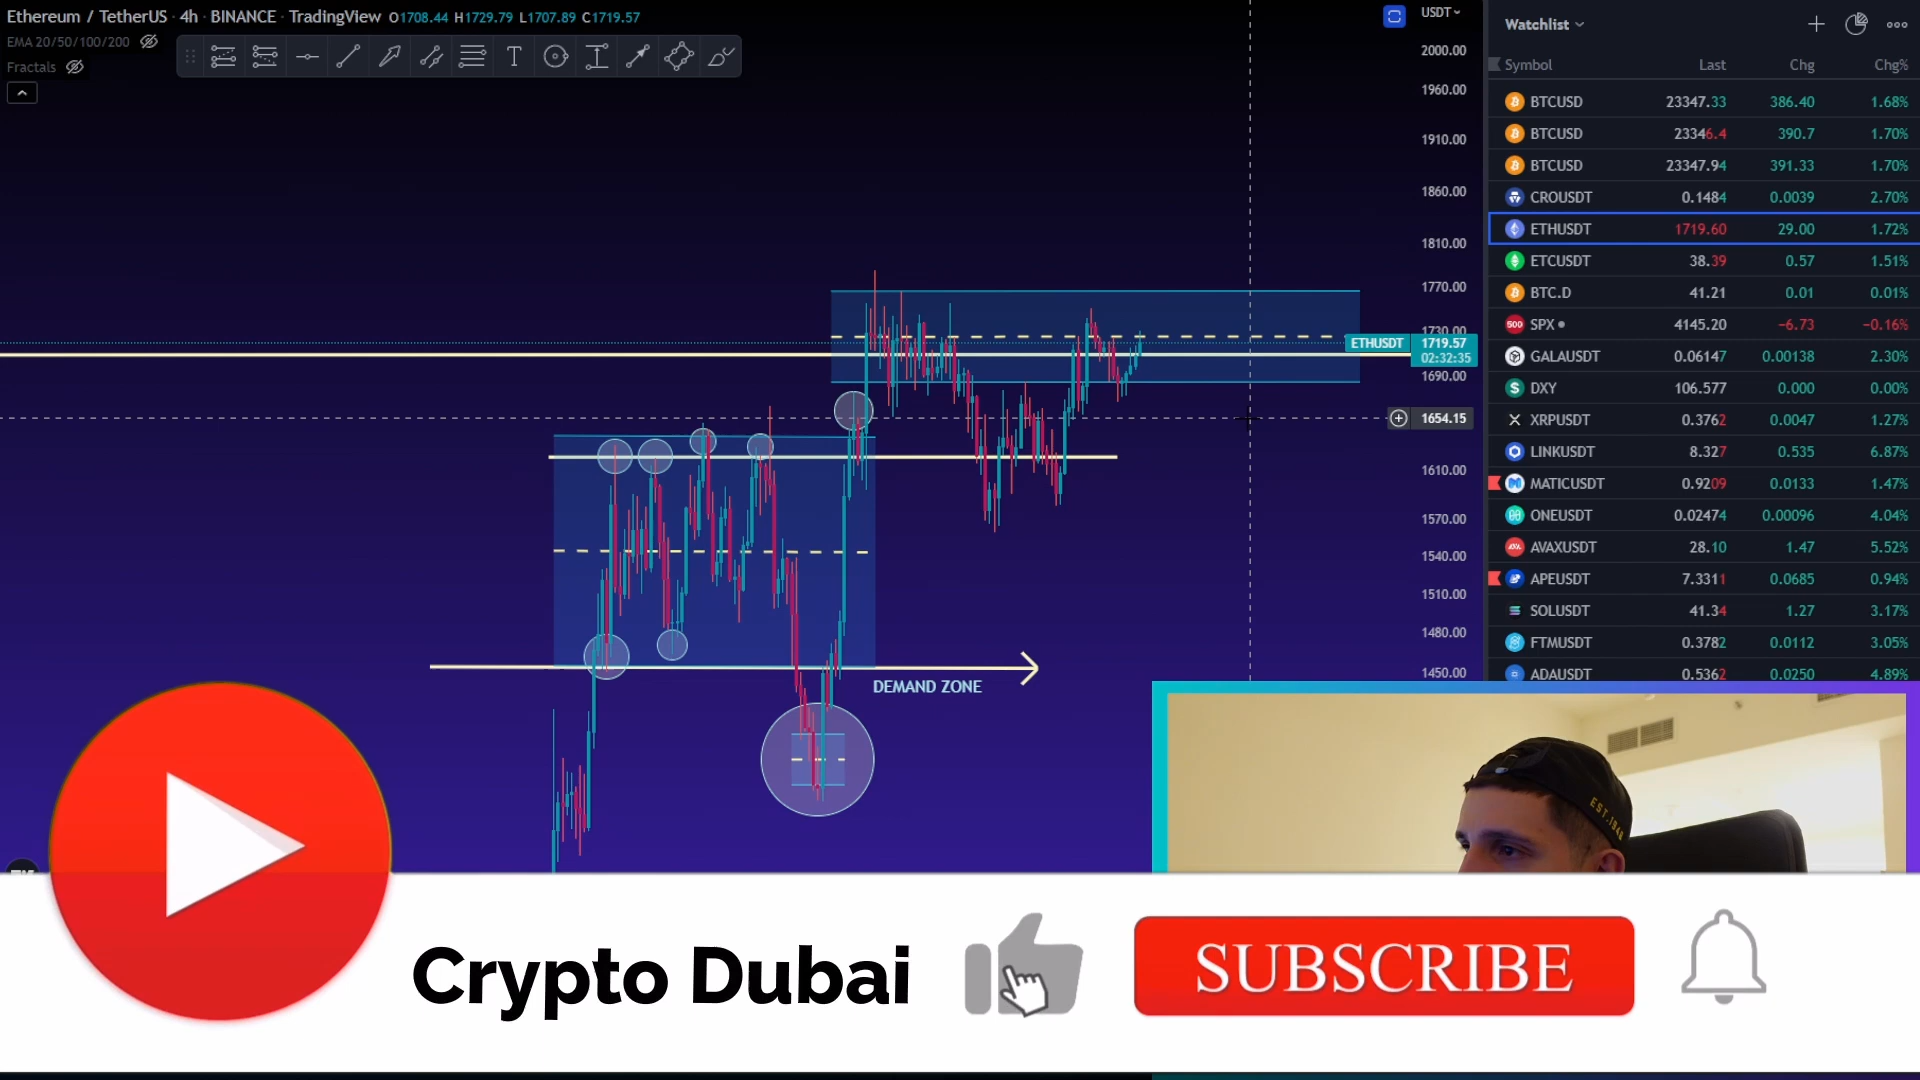 Ethereum / TetherUS · 4h · BINANCE · TradingView O1708.44 H1729.79 L1707.89 C1719.57
EMA 20/50/100/200
Fractals
T
USDT
2000.00
1960.00
1910.00
1860.00
1810.00
1770.00
1730.00
ETHUSDT 1719.57
02:32:35
1690.00
1654.15
1610.00
1570.00
1540.00
1510.00
1480.00
1450.00
DEMAND ZONE
Watchlist
Symbol Last Chg Chg%
BTCUSD 23347.33 386.40 1.68%
BTCUSD 23346.4 390.7 1.70%
BTCUSD 23347.94 391.33 1.70%
CROUSDT 0.1484 0.0039 2.70%
ETHUSDT 1719.60 29.00 1.72%
ETCUSDT 38.39 0.57 1.51%
BTC.D 41.21 0.01 0.01%
500 SPX 4145.20 −6.73 −0.16%
GALAUSDT 0.06147 0.00138 2.30%
DXY 106.577 0.000 0.00%
XRPUSDT 0.3762 0.0047 1.27%
LINKUSDT 8.327 0.535 6.87%
MATICUSDT 0.9209 0.0133 1.47%
ONEUSDT 0.02474 0.00096 4.04%
AVAXUSDT 28.10 1.47 5.52%
APEUSDT 7.3311 0.0685 0.94%
SOLUSDT 41.34 1.27 3.17%
FTMUSDT 0.3782 0.0112 3.05%
ADAUSDT 0.5362 0.0250 4.89%
EST.1946
Crypto Dubai
SUBSCRIBE